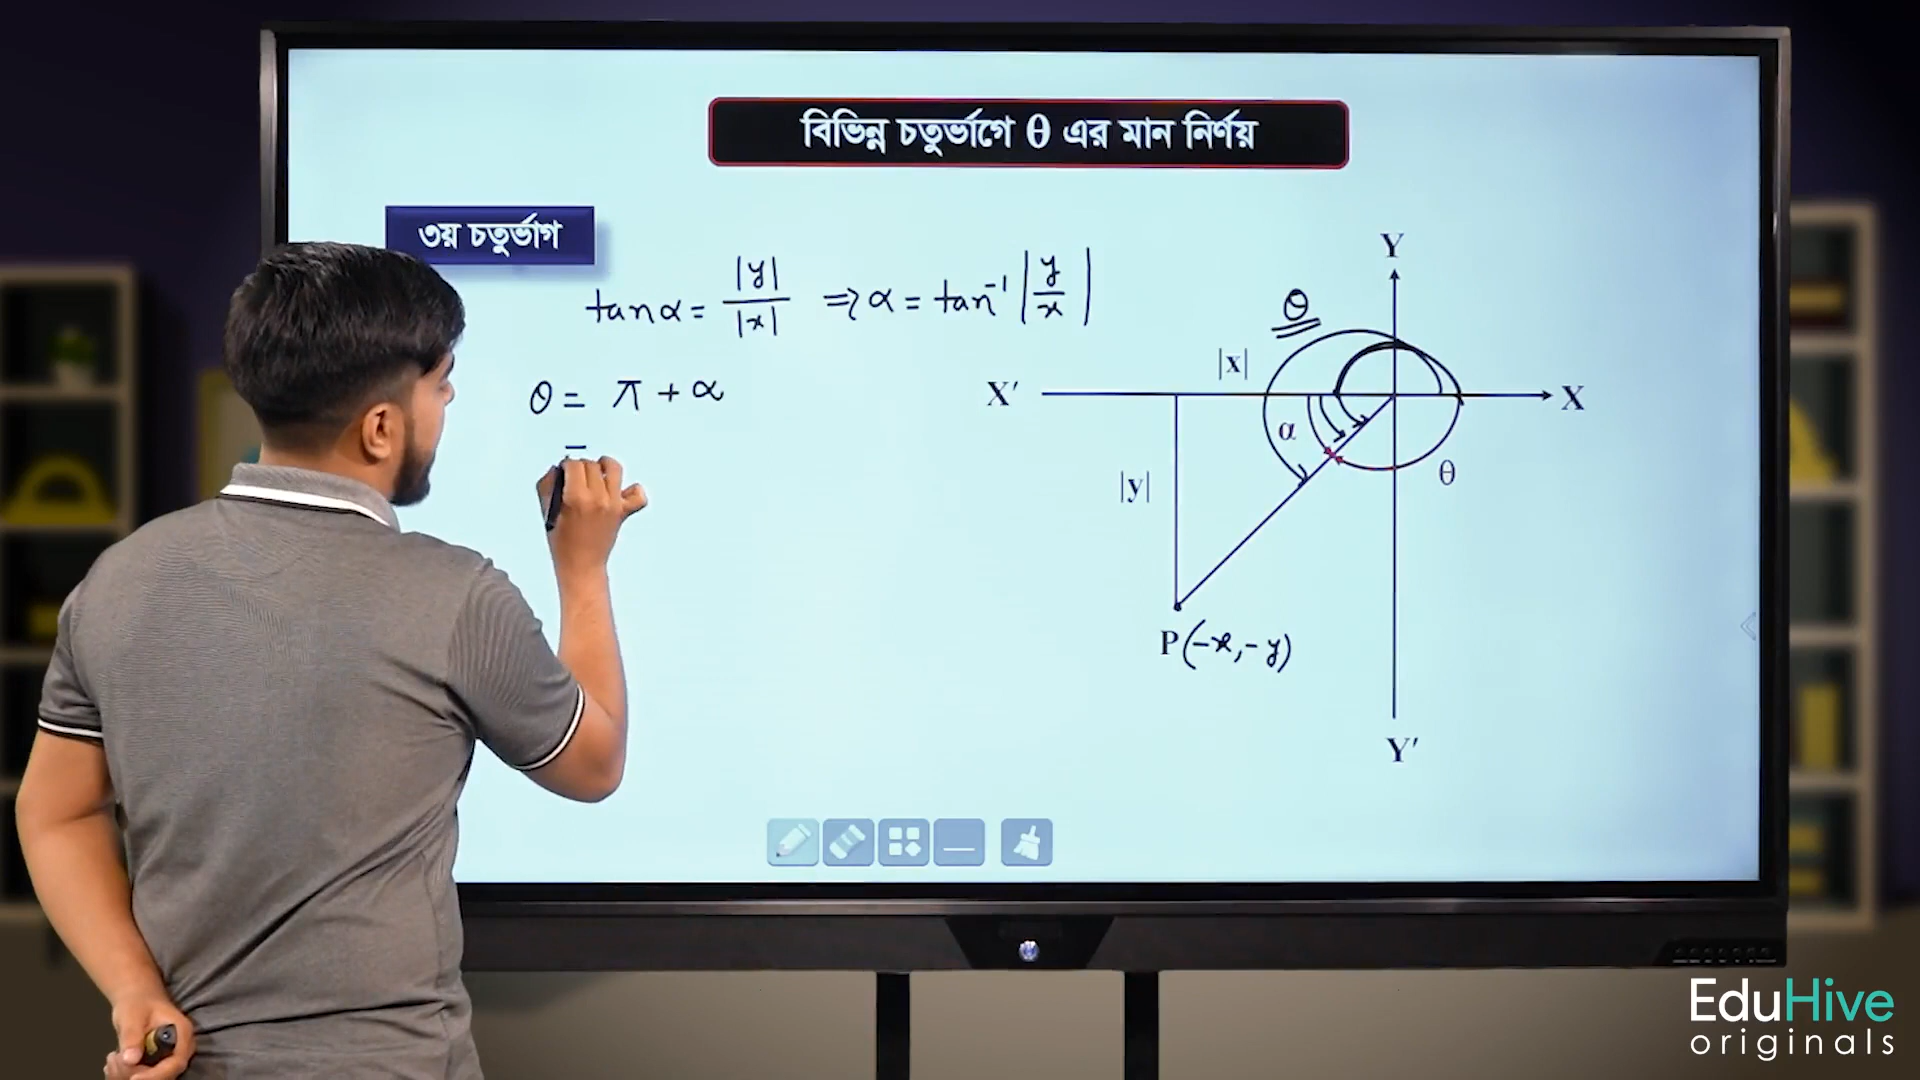 বিভিন্ন চতুর্ভাগে θ এর মান নির্ণয়
৩য় চতুর্ভাগ
tanα = |y|/|x| ⇒ α = tan⁻¹|y/x|
θ = π + α
=
Y
θ
|x|
X′
X
α
|y|
θ
P(-x,-y)
Y′
EduHive
originals